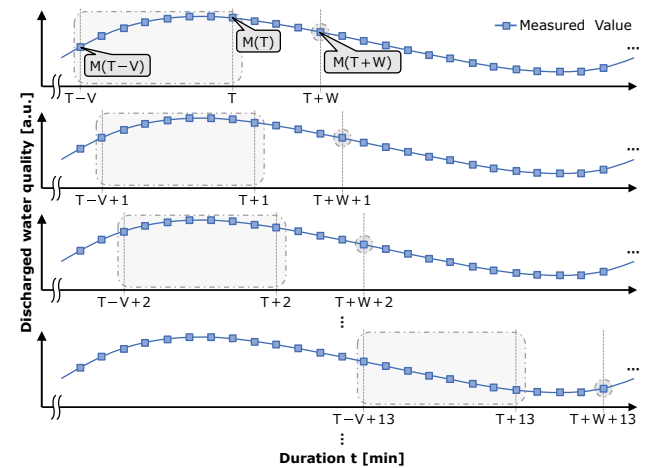 Measured Value
M(T−V)
M(T)
M(T+W)
...
T−V T T+W
...
T−V+1 T+1 T+W+1
...
T−V+2 T+2 T+W+2
...
...
T−V+13 T+13 T+W+13
...
Discharged water quality [a.u.]
Duration t [min]